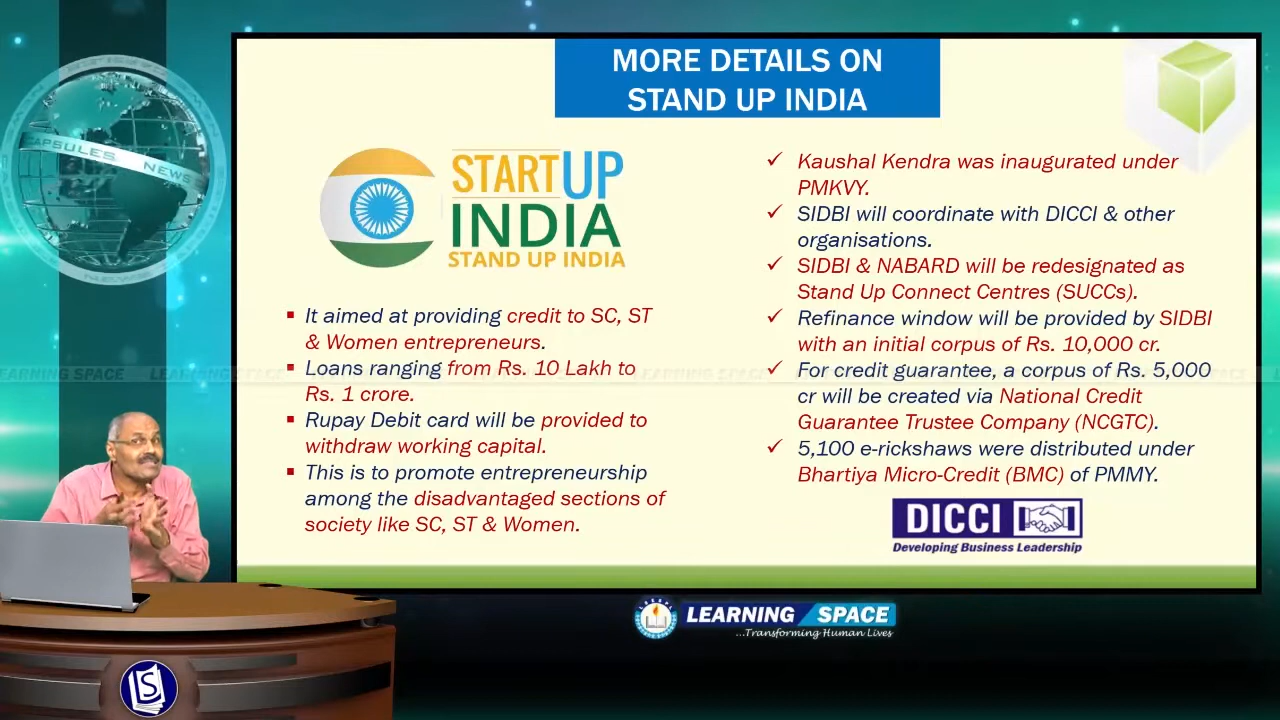 MORE DETAILS ON
STAND UP INDIA
CAPSULES NEWS
STARTUP
INDIA
STAND UP INDIA
It aimed at providing credit to SC, ST
& Women entrepreneurs.
Loans ranging from Rs. 10 Lakh to
Rs. 1 crore.
Rupay Debit card will be provided to
withdraw working capital.
This is to promote entrepreneurship
among the disadvantaged sections of
society like SC, ST & Women.
Kaushal Kendra was inaugurated under
PMKVY.
SIDBI will coordinate with DICCI & other
organisations.
SIDBI & NABARD will be redesignated as
Stand Up Connect Centres (SUCCs).
Refinance window will be provided by SIDBI
with an initial corpus of Rs. 10,000 cr.
For credit guarantee, a corpus of Rs. 5,000
cr will be created via National Credit
Guarantee Trustee Company (NCGTC).
5,100 e-rickshaws were distributed under
Bhartiya Micro-Credit (BMC) of PMMY.
DICCI
Developing Business Leadership
LEARNING SPACE
...Transforming Human Lives
LS